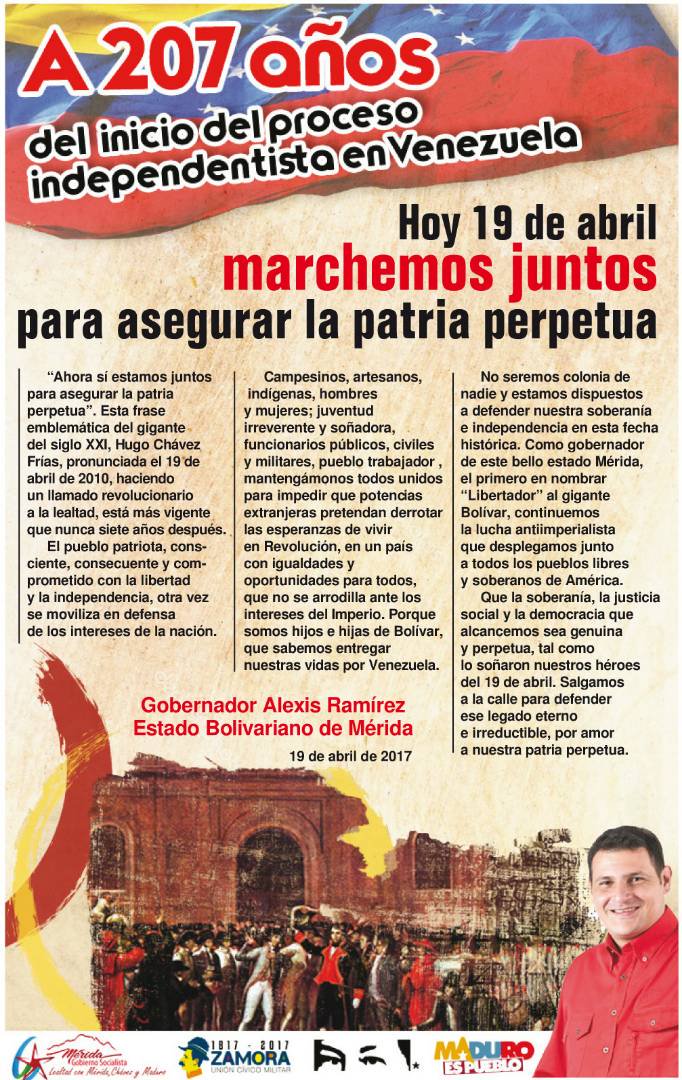 A 207 años
del inicio del proceso
independentista en Venezuela
Hoy 19 de abril
marchemos juntos
para asegurar la patria perpetua
“Ahora sí estamos juntos
para asegurar la patria
perpetua”. Esta frase
emblemática del gigante
del siglo XXI, Hugo Chávez
Frías, pronunciada el 19 de
abril de 2010, haciendo
un llamado revolucionario
a la lealtad, está más vigente
que nunca siete años después.
El pueblo patriota, cons-
ciente, consecuente y com-
prometido con la libertad
y la independencia, otra vez
se moviliza en defensa
de los intereses de la nación.
Campesinos, artesanos,
indígenas, hombres
y mujeres; juventud
irreverente y soñadora,
funcionarios públicos, civiles
y militares, pueblo trabajador ,
mantengámonos todos unidos
para impedir que potencias
extranjeras pretendan derrotar
las esperanzas de vivir
en Revolución, en un país
con igualdades y
oportunidades para todos,
que no se arrodilla ante los
intereses del Imperio. Porque
somos hijos e hijas de Bolívar,
que sabemos entregar
nuestras vidas por Venezuela.
No seremos colonia de
nadie y estamos dispuestos
a defender nuestra soberanía
e independencia en esta fecha
histórica. Como gobernador
de este bello estado Mérida,
el primero en nombrar
“Libertador” al gigante
Bolívar, continuemos
la lucha antiimperialista
que desplegamos junto
a todos los pueblos libres
y soberanos de América.
Que la soberanía, la justicia
social y la democracia que
alcancemos sea genuina
y perpetua, tal como
lo soñaron nuestros héroes
del 19 de abril. Salgamos
a la calle para defender
ese legado eterno
e irreductible, por amor
a nuestra patria perpetua.
Gobernador Alexis Ramírez
Estado Bolivariano de Mérida
19 de abril de 2017
Mérida
Gobierno Socialista
Lealtad con Mérida, Chávez y Maduro
1817 - 2017
ZAMORA
UNIÓN CÍVICO MILITAR
MADURO
ES PUEBLO